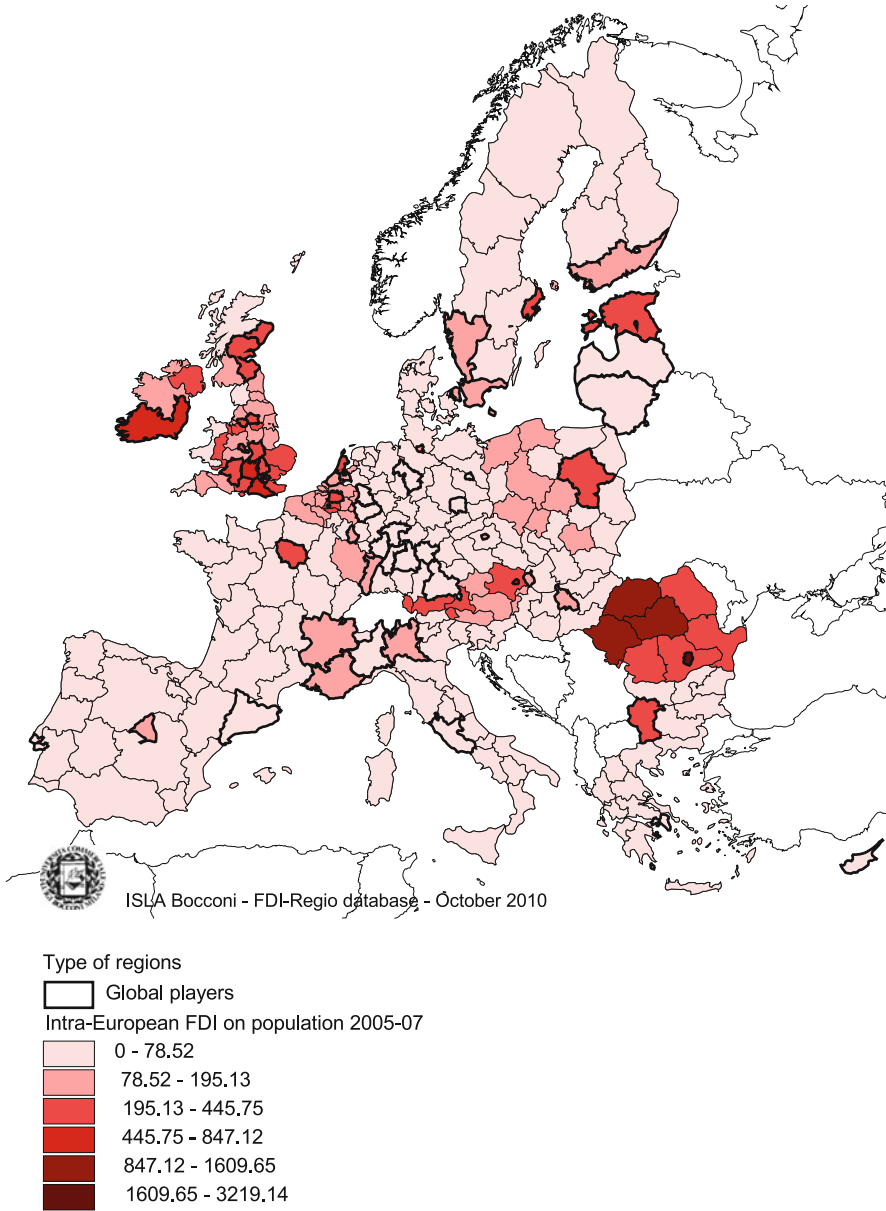 ISLA Bocconi - FDI-Regio database - October 2010
Type of regions
Global players
Intra-European FDI on population 2005-07
0 - 78.52
78.52 - 195.13
195.13 - 445.75
445.75 - 847.12
847.12 - 1609.65
1609.65 - 3219.14